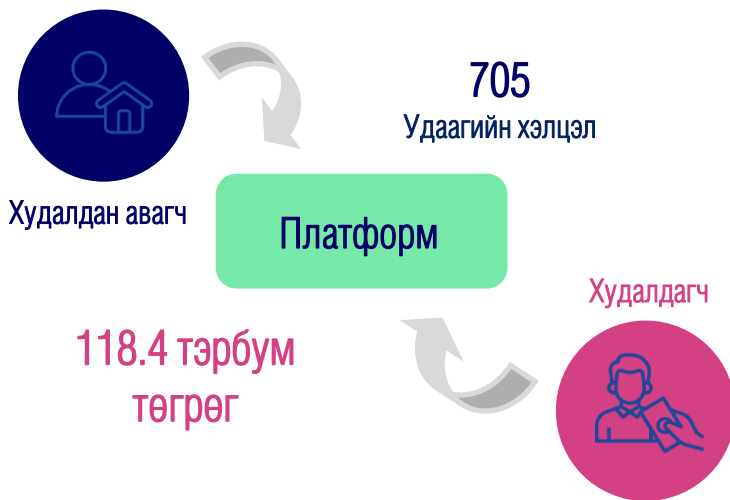 705
Удаагийн хэлцэл
Худалдан авагч
Платформ
Худалдагч
118.4 тэрбум
төгрөг